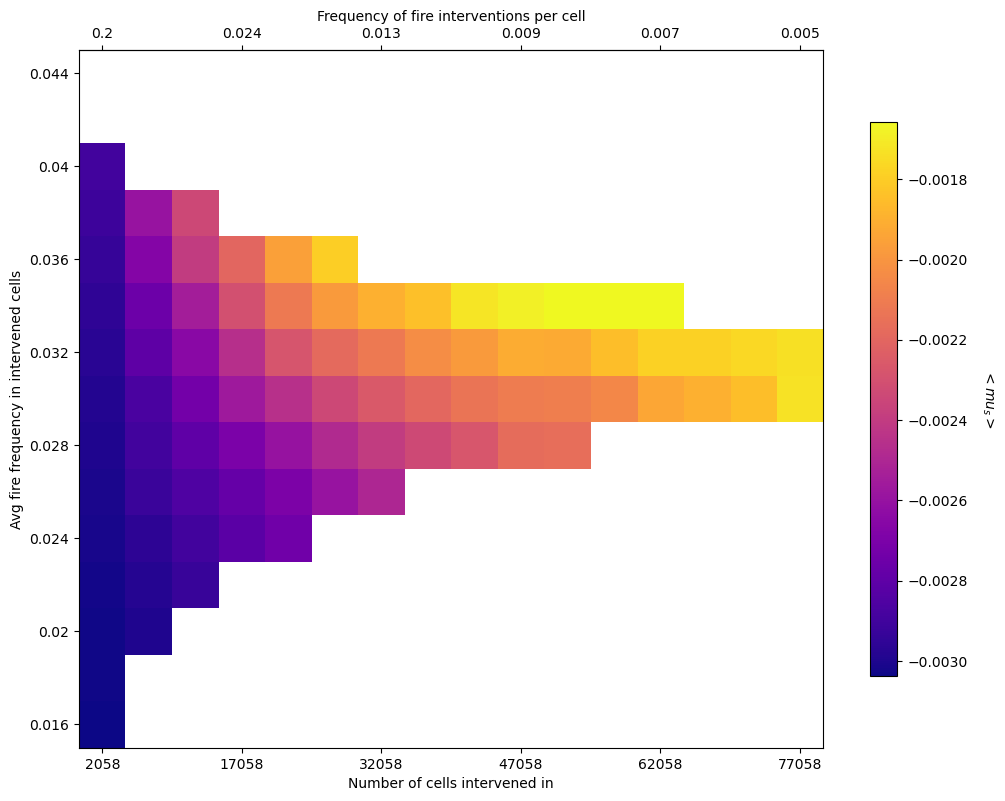 Frequency of fire interventions per cell
0.2 0.024 0.013 0.009 0.007 0.005
0.044
0.04
0.036
0.032
0.028
0.024
0.02
0.016
Avg fire frequency in intervened cells
2058 17058 32058 47058 62058 77058
Number of cells intervened in
−0.0018
−0.0020
−0.0022
−0.0024
−0.0026
−0.0028
−0.0030
< mu_s >